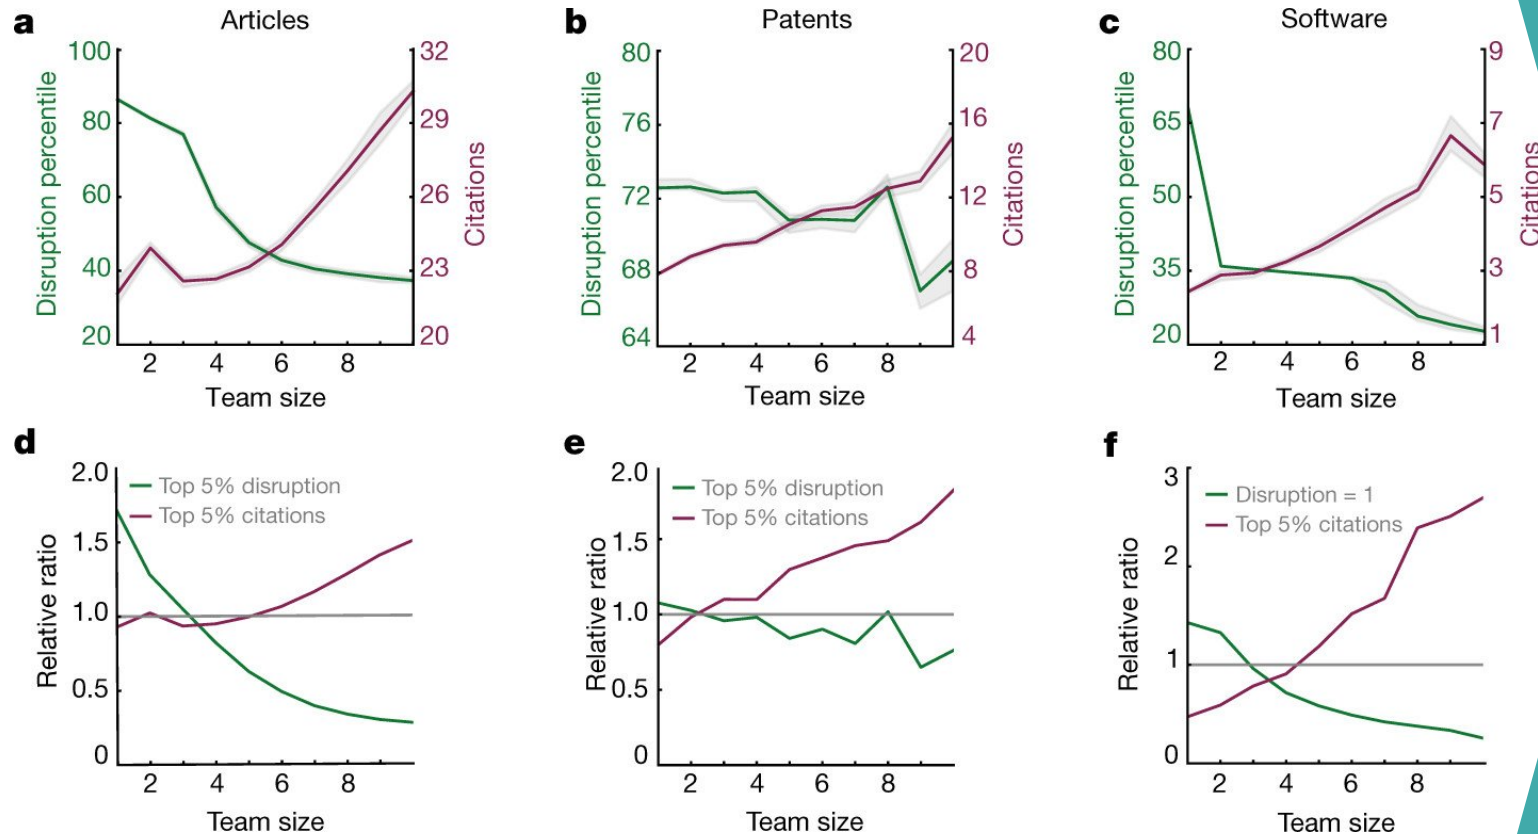 a
Articles
100
80
60
40
20
Disruption percentile
32
29
26
23
20
Citations
2 4 6 8
Team size
b
Patents
80
76
72
68
64
Disruption percentile
20
16
12
8
4
Citations
2 4 6 8
Team size
c
Software
80
65
50
35
20
Disruption percentile
9
7
5
3
1
Citations
2 4 6 8
Team size
d
2.0
1.5
1.0
0.5
0
Relative ratio
Top 5% disruption
Top 5% citations
2 4 6 8
Team size
e
2.0
1.5
1.0
0.5
0
Relative ratio
Top 5% disruption
Top 5% citations
2 4 6 8
Team size
f
3
2
1
0
Relative ratio
Disruption = 1
Top 5% citations
2 4 6 8
Team size